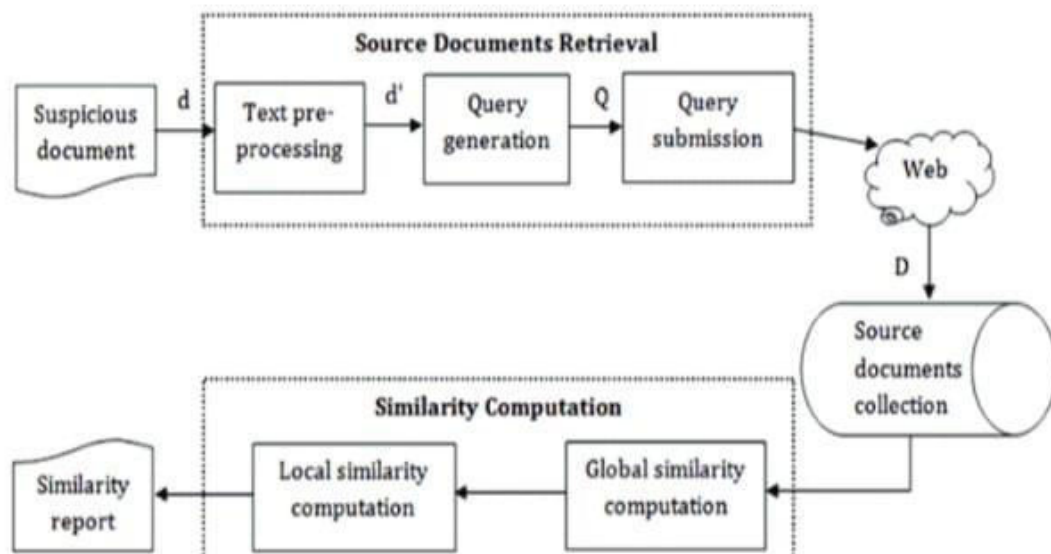 Source Documents Retrieval
Suspicious
document
d
Text pre-
processing
d'
Query
generation
Q
Query
submission
Web
D
Source
documents
collection
Similarity Computation
Global similarity
computation
Local similarity
computation
Similarity
report